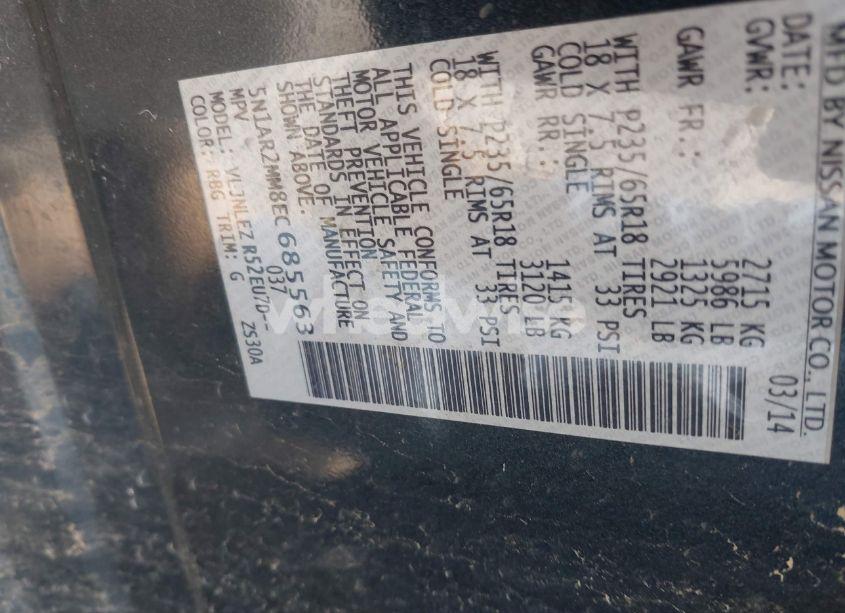 MFD BY NISSAN MOTOR CO., LTD.
DATE: 03/14
GVWR: 2715 KG
5986 LB
GAWR FR.: 1325 KG
2921 LB
WITH P235/65R18 TIRES
18 X 7.5 RIMS AT 33 PSI
COLD SINGLE
GAWR RR.: 1415 KG
3120 LB
WITH P235/65R18 TIRES
18 X 7.5 RIMS AT 33 PSI
COLD SINGLE
THIS VEHICLE CONFORMS TO
ALL APPLICABLE FEDERAL
MOTOR VEHICLE SAFETY AND
THEFT PREVENTION
STANDARDS IN EFFECT ON
THE DATE OF MANUFACTURE
SHOWN ABOVE.
5N1AR2MM8EC685563
MPV 037
MODEL: VLJNLEZ R52EU7D- ZS30A
COLOR: RBG TRIM: G